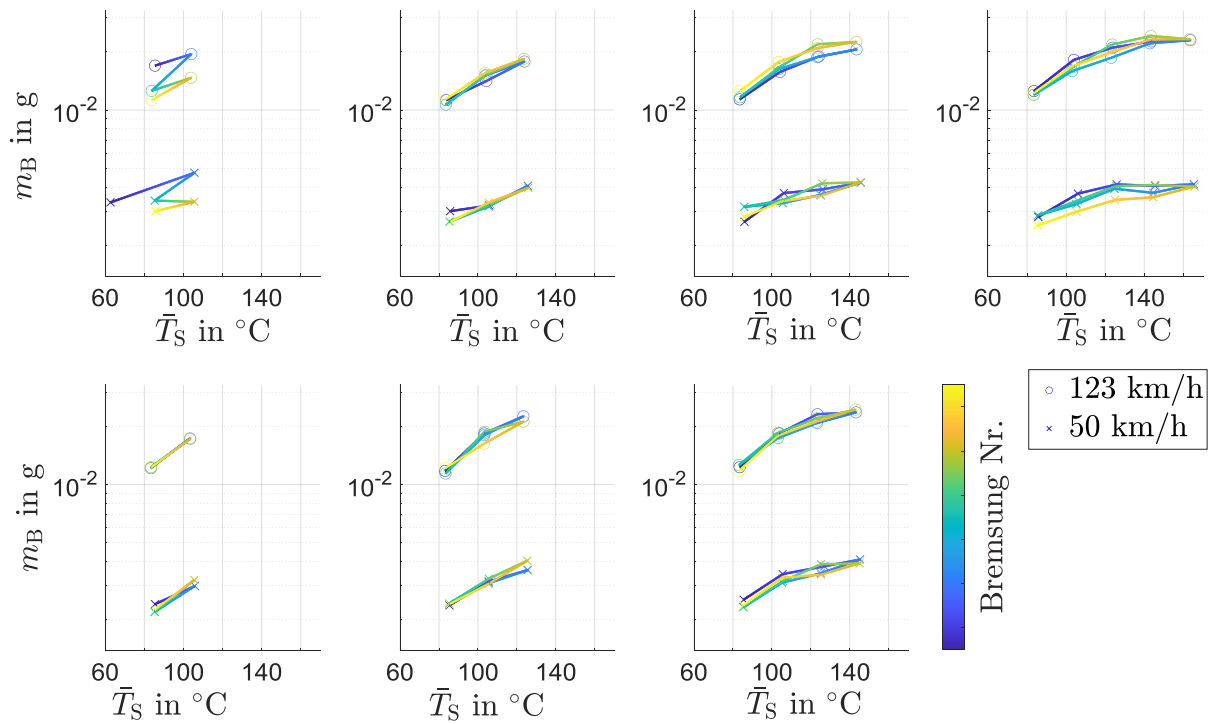 m_B in g
10^-2
10^-2
10^-2
10^-2
60 100 140
60 100 140
60 100 140
60 100 140
T̄_S in °C
T̄_S in °C
T̄_S in °C
T̄_S in °C
m_B in g
10^-2
10^-2
10^-2
60 100 140
60 100 140
60 100 140
T̄_S in °C
T̄_S in °C
T̄_S in °C
Bremsung Nr.
123 km/h
50 km/h